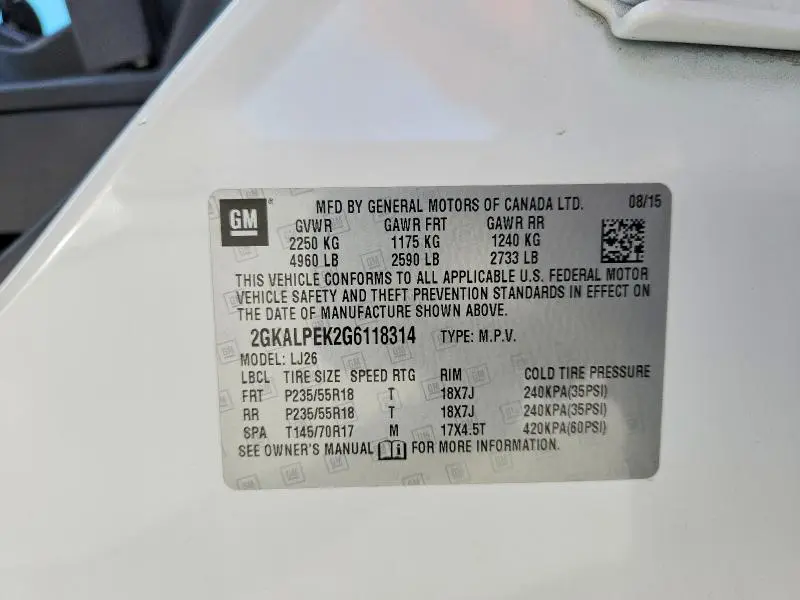 GM ® MFD BY GENERAL MOTORS OF CANADA LTD. 08/15
GVWR GAWR FRT GAWR RR
2250 KG 1175 KG 1240 KG
4960 LB 2590 LB 2733 LB
THIS VEHICLE CONFORMS TO ALL APPLICABLE U.S. FEDERAL MOTOR
VEHICLE SAFETY AND THEFT PREVENTION STANDARDS IN EFFECT ON
THE DATE OF MANUFACTURE SHOWN ABOVE.
2GKALPEK2G6118314 TYPE: M.P.V.
MODEL: LJ26
LBCL TIRE SIZE SPEED RTG RIM COLD TIRE PRESSURE
FRT P235/55R18 T 18X7J 240KPA(35PSI)
RR P235/55R18 T 18X7J 240KPA(35PSI)
SPA T145/70R17 M 17X4.5T 420KPA(60PSI)
SEE OWNER'S MANUAL FOR MORE INFORMATION.